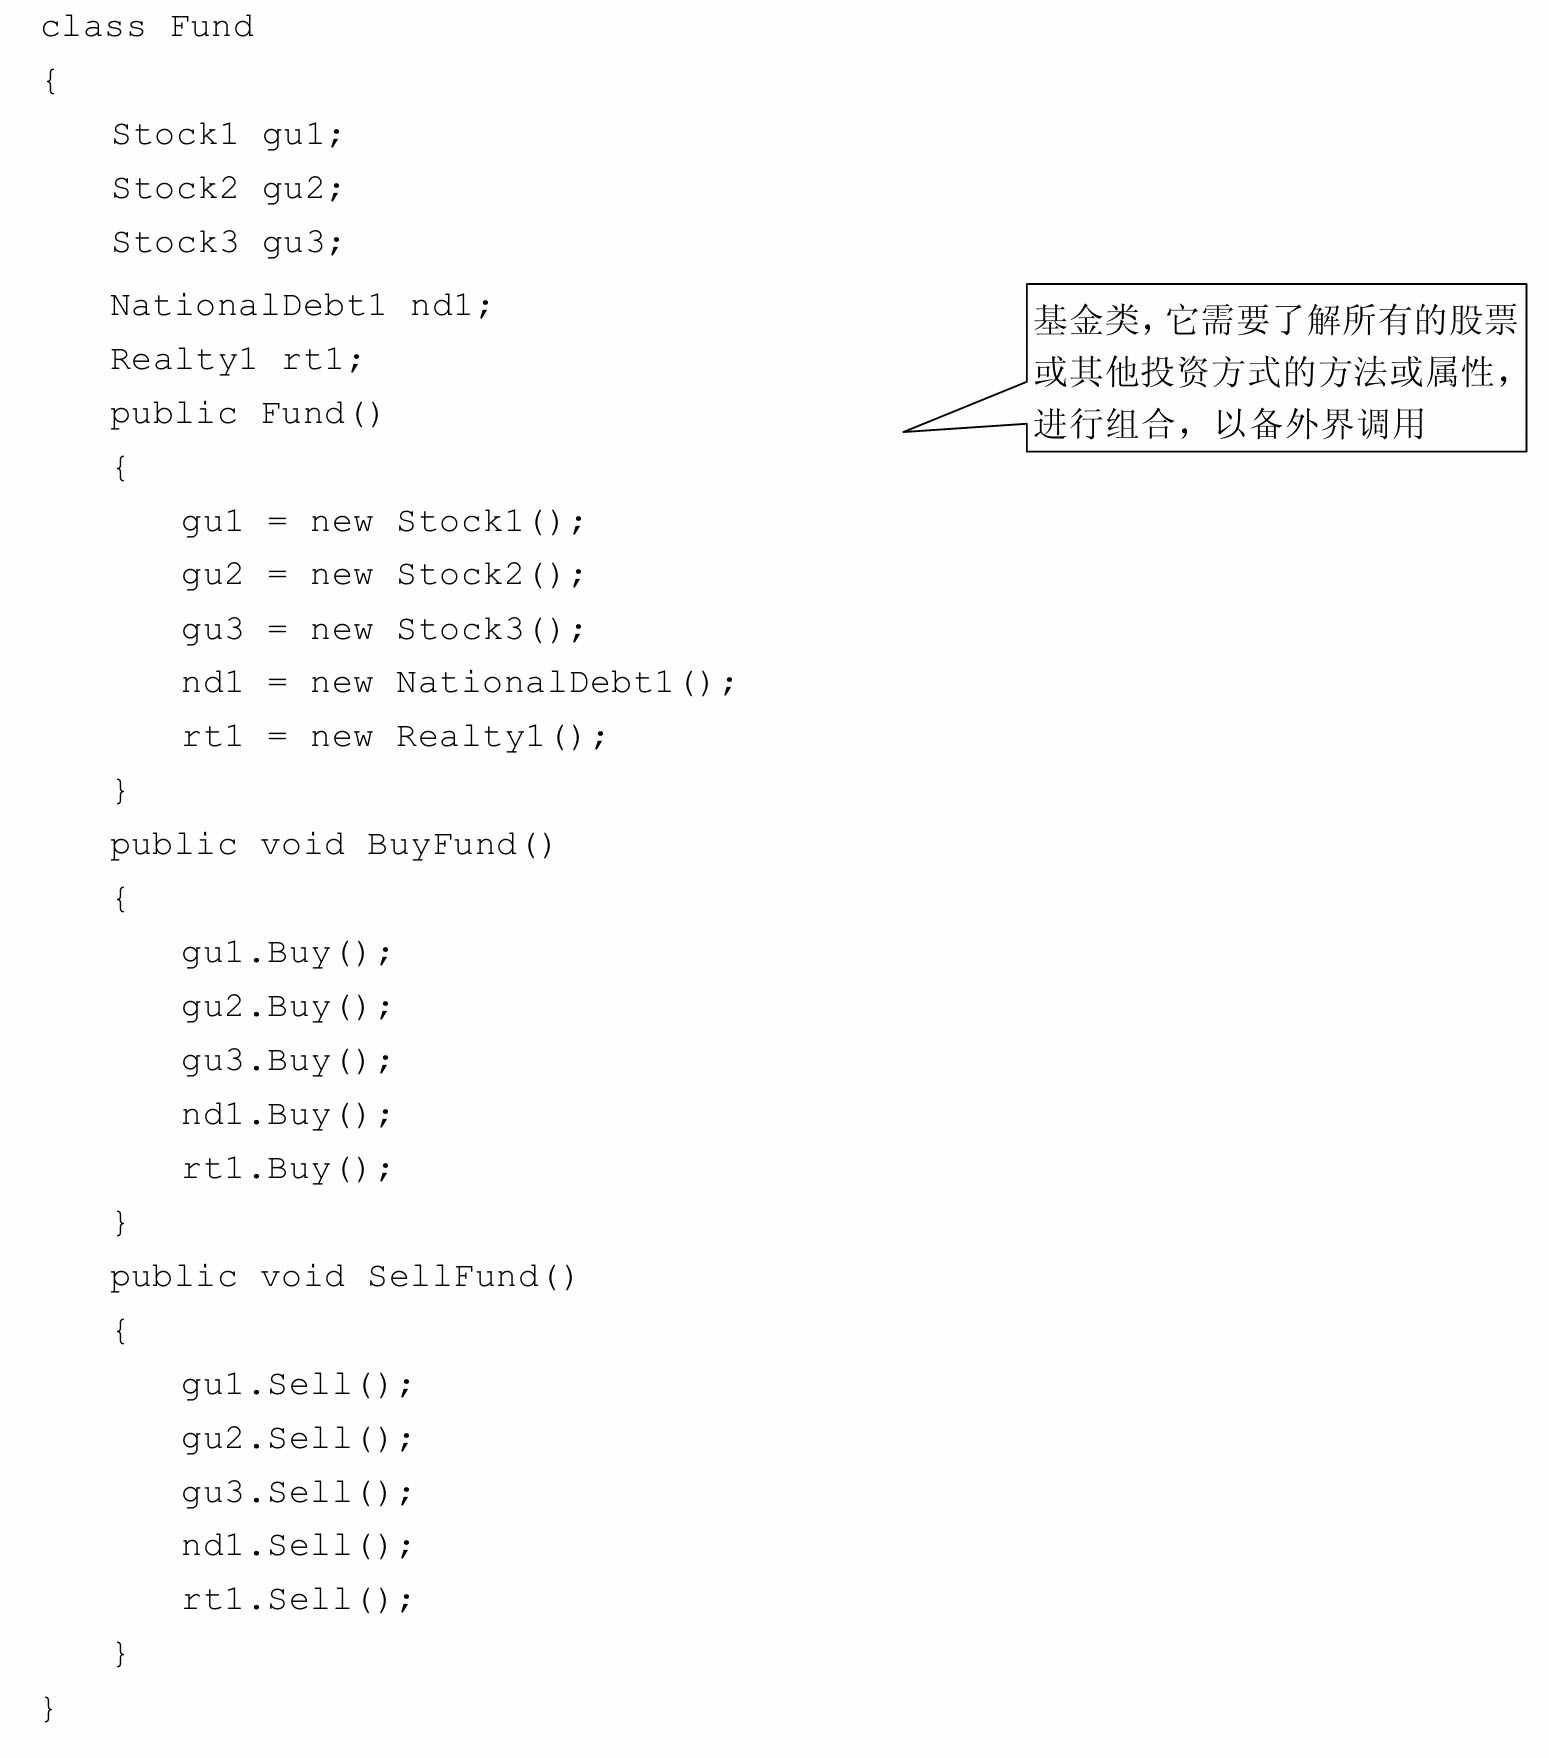 class Fund
{
Stock1 gu1;
Stock2 gu2;
Stock3 gu3;
NationalDebt1 nd1;
Realty1 rt1;
public Fund()
{
gu1 = new Stock1();
gu2 = new Stock2();
gu3 = new Stock3();
nd1 = new NationalDebt1();
rt1 = new Realty1();
}
public void BuyFund()
{
gu1.Buy();
gu2.Buy();
gu3.Buy();
nd1.Buy();
rt1.Buy();
}
public void SellFund()
{
gu1.Sell();
gu2.Sell();
gu3.Sell();
nd1.Sell();
rt1.Sell();
}
}
基金类，它需要了解所有的股票
或其他投资方式的方法或属性，
进行组合，以备外界调用